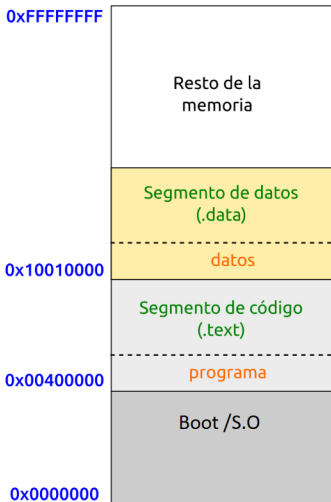 0xFFFFFFFF
Resto de la
memoria
Segmento de datos
(.data)
datos
0x10010000
Segmento de código
(.text)
programa
0x00400000
Boot /S.O
0x0000000